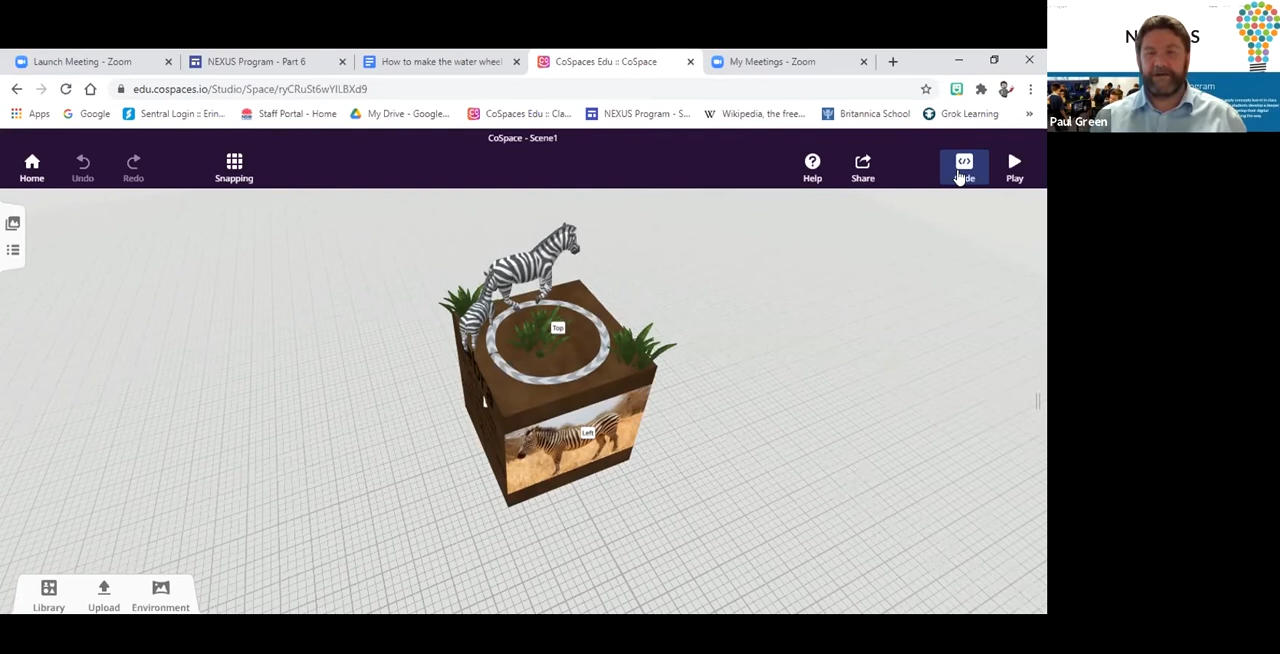 Launch Meeting - Zoom
NEXUS Program - Part 6
How to make the water wheel
CoSpaces Edu :: CoSpace
My Meetings - Zoom
edu.cospaces.io/Studio/Space/ryCRuSt6wYILBXd9
Apps
Google
Sentral Login :: Erin...
Staff Portal - Home
My Drive - Google...
CoSpaces Edu :: Cla...
NEXUS Program - S...
Wikipedia, the free...
Britannica School
Grok Learning
»
CoSpace - Scene1
Home
Undo
Redo
Snapping
Help
Share
Play
Top
Left
Library
Upload
Environment
Paul Green